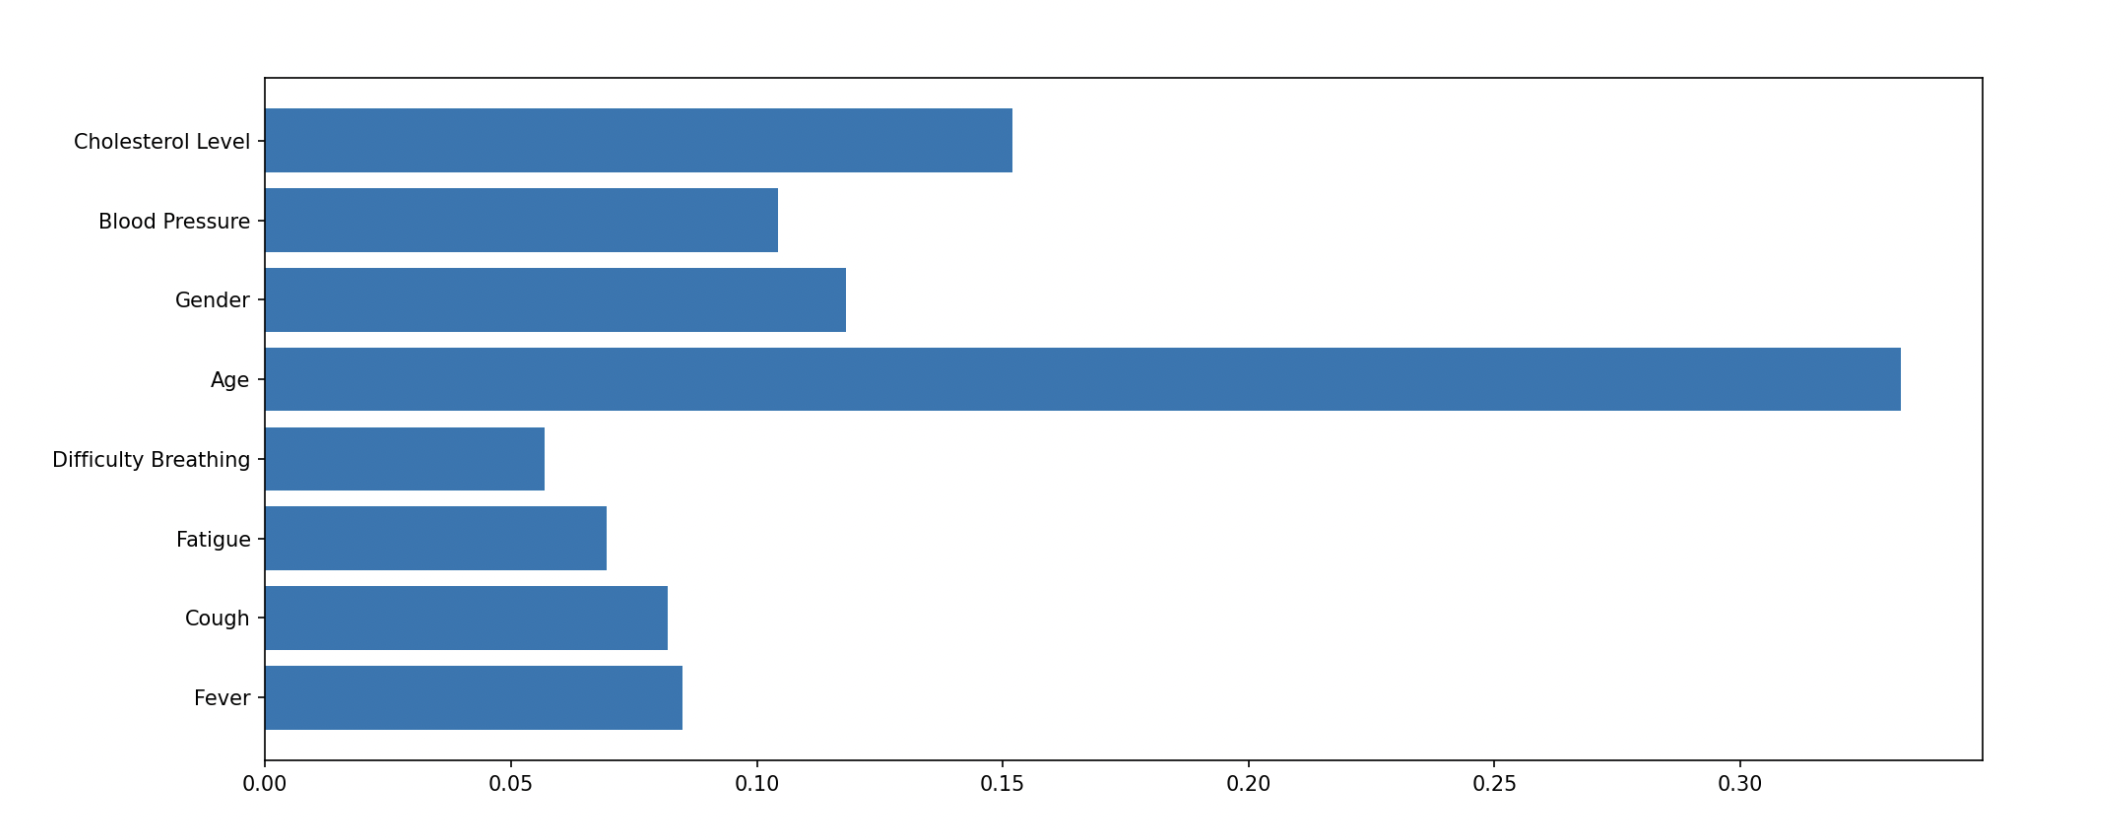 Cholesterol Level
Blood Pressure
Gender
Age
Difficulty Breathing
Fatigue
Cough
Fever
0.00 0.05 0.10 0.15 0.20 0.25 0.30